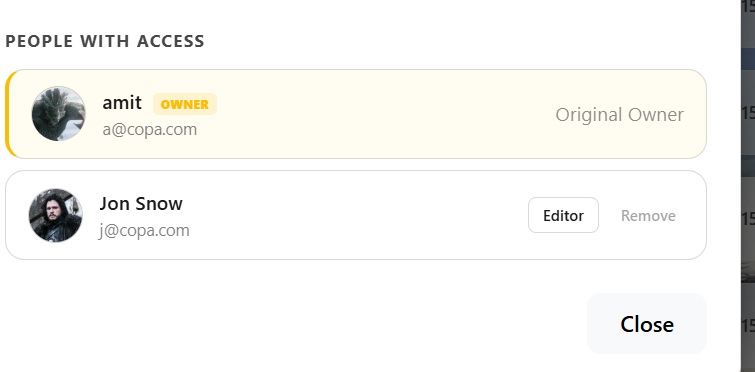 PEOPLE WITH ACCESS
amit OWNER
a@copa.com
Original Owner
Jon Snow
j@copa.com
Editor Remove
Close